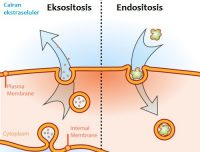 Cairan
ekstraseluler
Eksositosis
Endositosis
Plasma
Membrane
Cytoplasm
Internal
Membrane